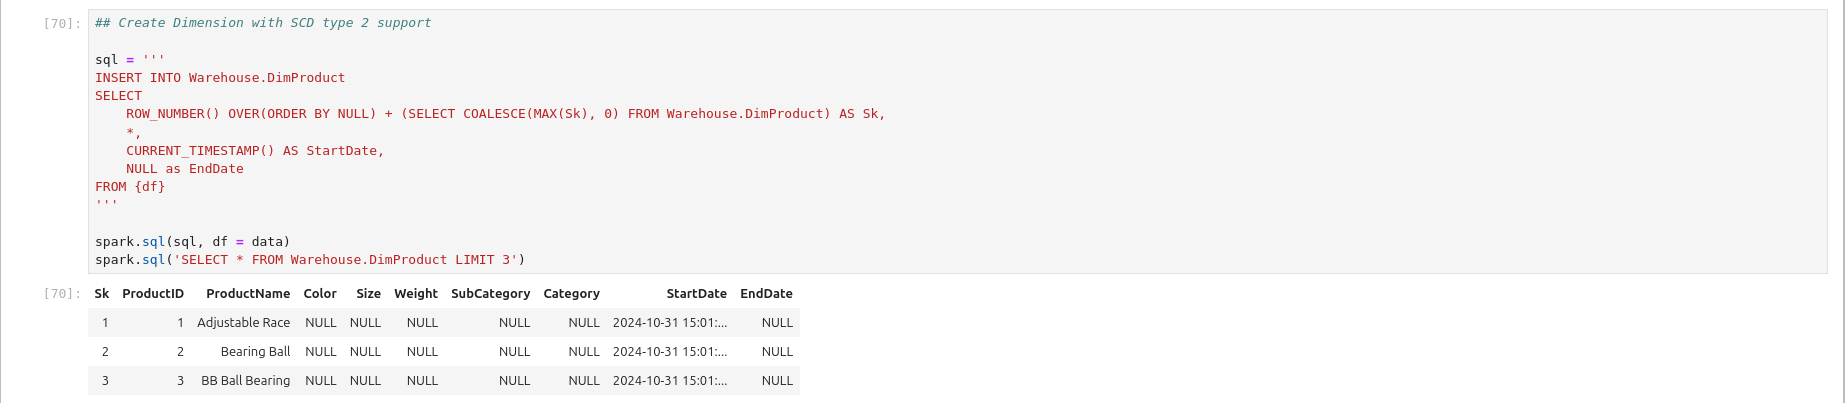 [70]: ## Create Dimension with SCD type 2 support
sql = '''
INSERT INTO Warehouse.DimProduct
SELECT
    ROW_NUMBER() OVER(ORDER BY NULL) + (SELECT COALESCE(MAX(Sk), 0) FROM Warehouse.DimProduct) AS Sk,
    *,
    CURRENT_TIMESTAMP() AS StartDate,
    NULL as EndDate
FROM {df}
'''
spark.sql(sql, df = data)
spark.sql('SELECT * FROM Warehouse.DimProduct LIMIT 3')
[70]: Sk ProductID ProductName Color Size Weight SubCategory Category StartDate EndDate
1 1 Adjustable Race NULL NULL NULL NULL NULL 2024-10-31 15:01:... NULL
2 2 Bearing Ball NULL NULL NULL NULL NULL 2024-10-31 15:01:... NULL
3 3 BB Ball Bearing NULL NULL NULL NULL NULL 2024-10-31 15:01:... NULL